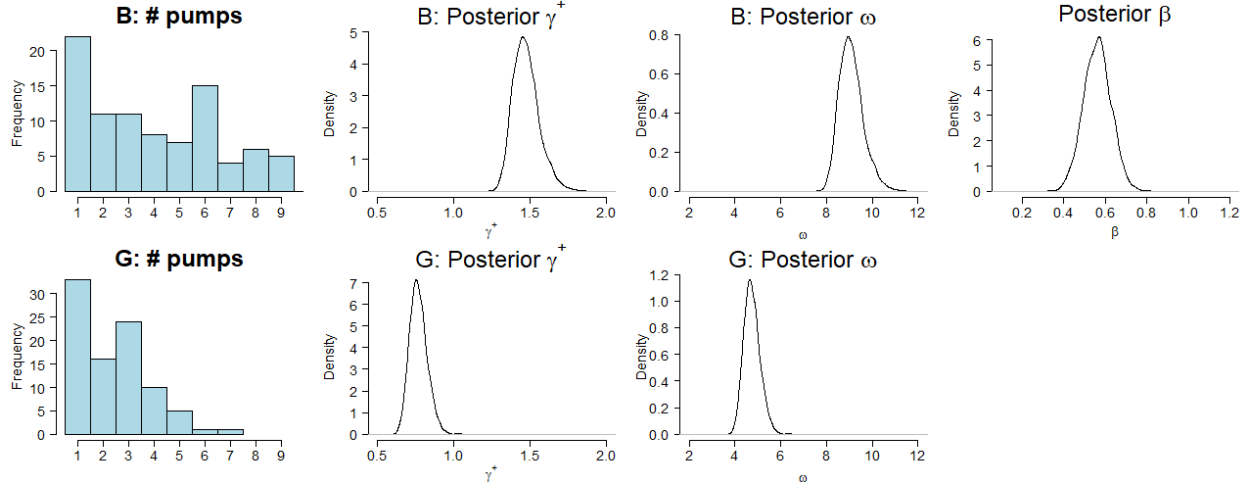 B: # pumps
Frequency
20
15
10
5
0
1 2 3 4 5 6 7 8 9
B: Posterior γ⁺
Density
5
4
3
2
1
0
0.5 1.0 1.5 2.0
γ⁺
B: Posterior ω
Density
0.8
0.6
0.4
0.2
0.0
2 4 6 8 10 12
ω
Posterior β
Density
6
5
4
3
2
1
0
0.2 0.4 0.6 0.8 1.0 1.2
β
G: # pumps
Frequency
30
25
20
15
10
5
0
1 2 3 4 5 6 7 8 9
G: Posterior γ⁺
Density
7
6
5
4
3
2
1
0
0.5 1.0 1.5 2.0
γ⁺
G: Posterior ω
Density
1.2
1.0
0.8
0.6
0.4
0.2
0.0
2 4 6 8 10 12
ω